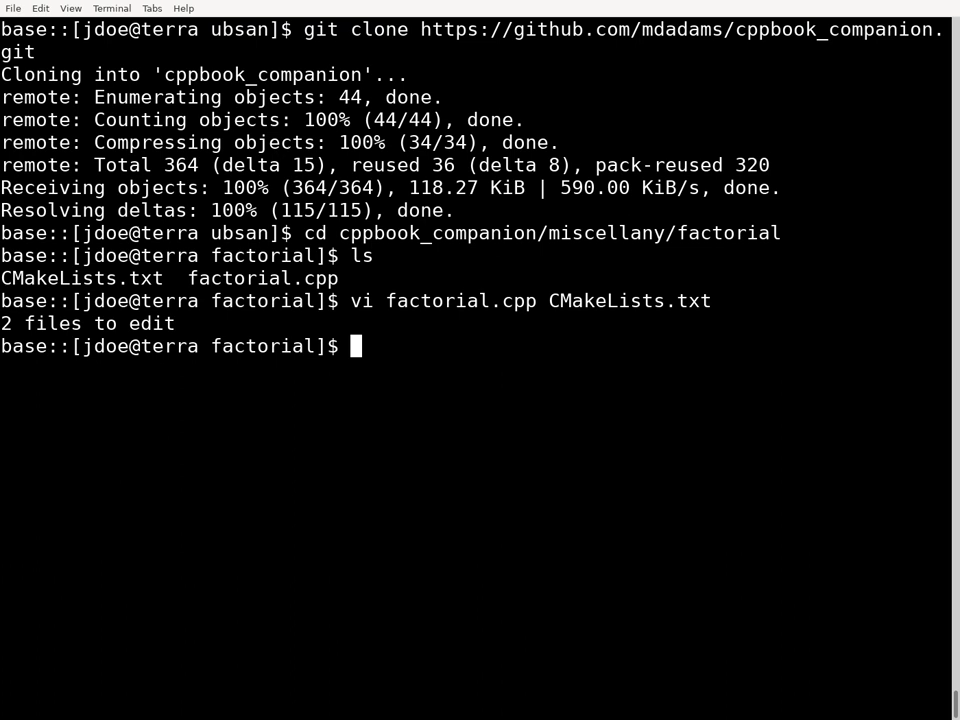 File Edit View Terminal Tabs Help
base::[jdoe@terra ubsan]$ git clone https://github.com/mdadams/cppbook_companion.
git
Cloning into 'cppbook_companion'...
remote: Enumerating objects: 44, done.
remote: Counting objects: 100% (44/44), done.
remote: Compressing objects: 100% (34/34), done.
remote: Total 364 (delta 15), reused 36 (delta 8), pack-reused 320
Receiving objects: 100% (364/364), 118.27 KiB | 590.00 KiB/s, done.
Resolving deltas: 100% (115/115), done.
base::[jdoe@terra ubsan]$ cd cppbook_companion/miscellany/factorial
base::[jdoe@terra factorial]$ ls
CMakeLists.txt  factorial.cpp
base::[jdoe@terra factorial]$ vi factorial.cpp CMakeLists.txt
2 files to edit
base::[jdoe@terra factorial]$